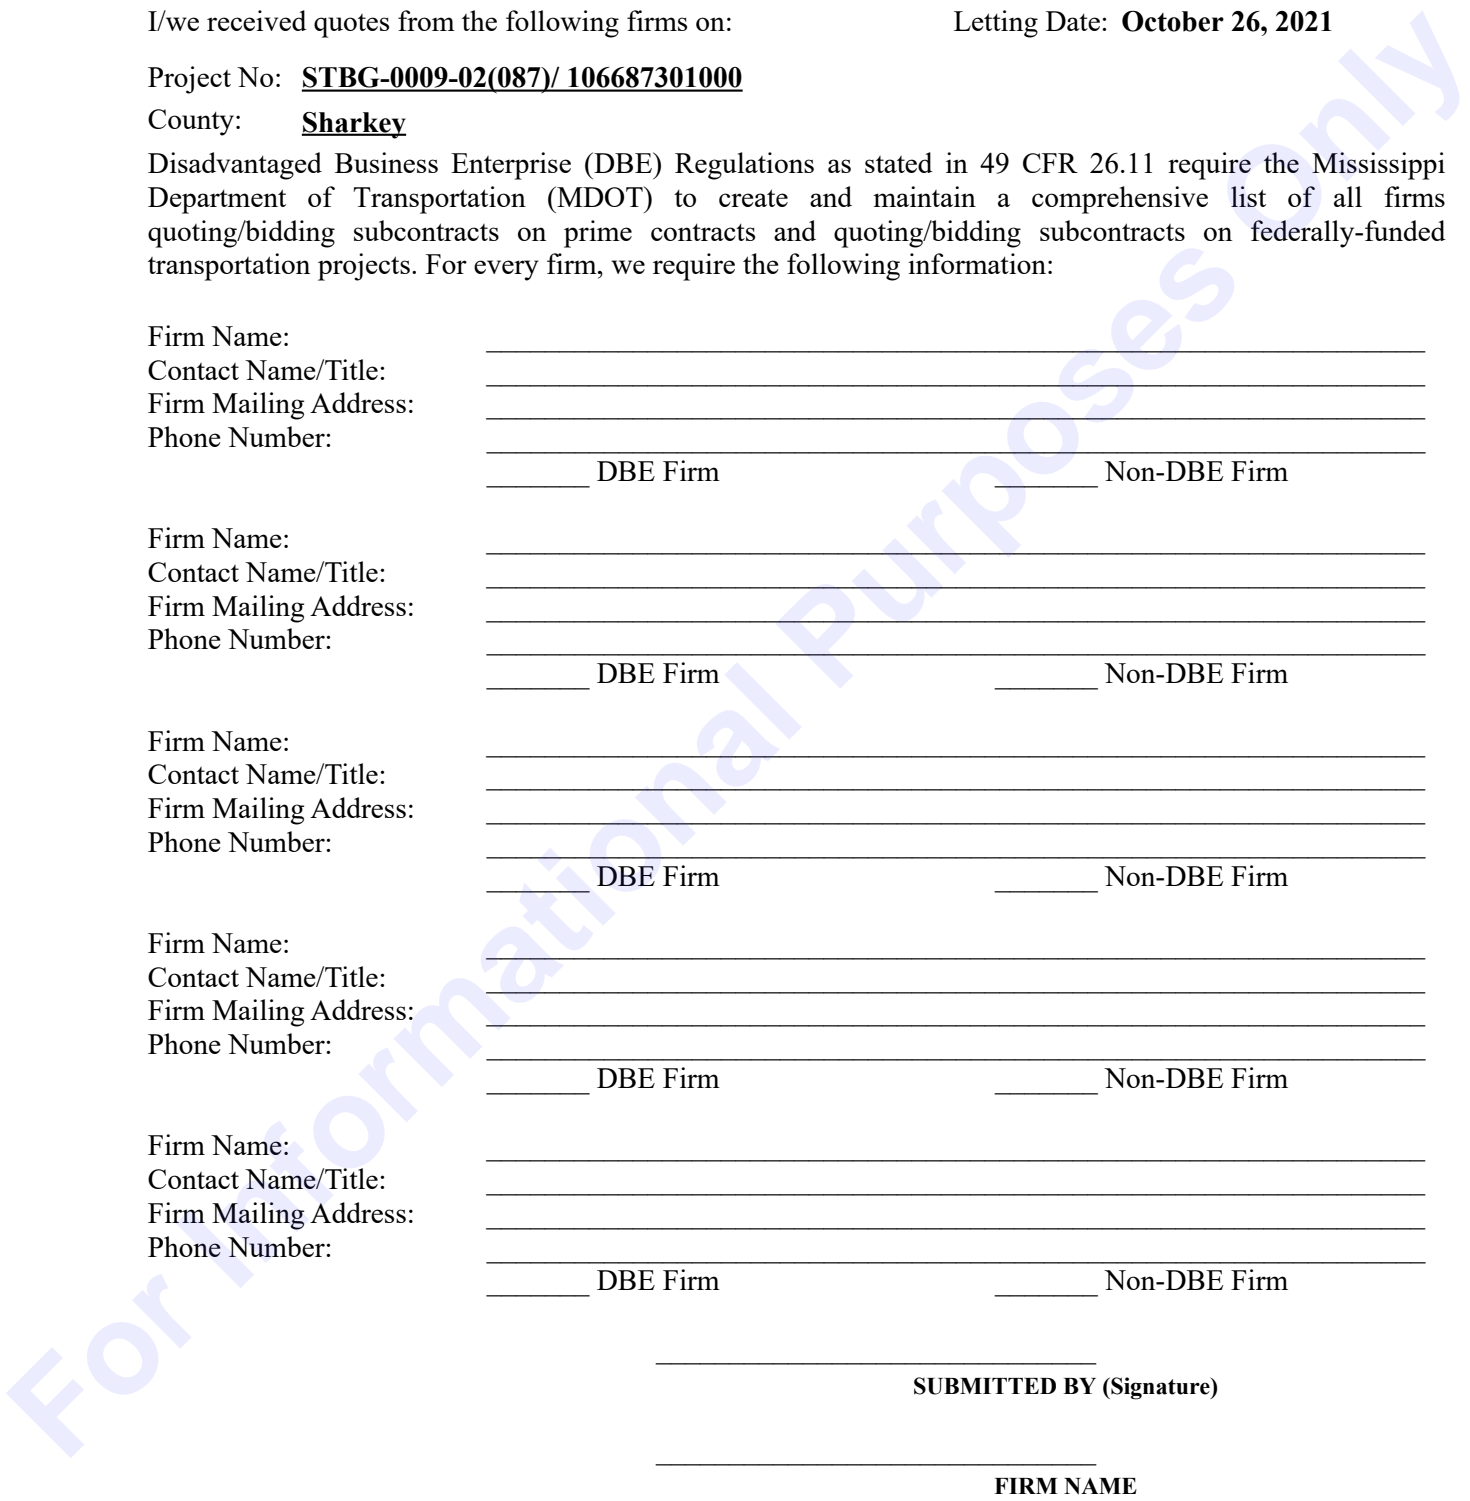 I/we received quotes from the following firms on: Letting Date: October 26, 2021
Project No: STBG-0009-02(087)/ 106687301000
County: Sharkey
Disadvantaged Business Enterprise (DBE) Regulations as stated in 49 CFR 26.11 require the Mississippi
Department of Transportation (MDOT) to create and maintain a comprehensive list of all firms
quoting/bidding subcontracts on prime contracts and quoting/bidding subcontracts on federally-funded
transportation projects. For every firm, we require the following information:
Firm Name:
Contact Name/Title:
Firm Mailing Address:
Phone Number:
DBE Firm Non-DBE Firm
Firm Name:
Contact Name/Title:
Firm Mailing Address:
Phone Number:
DBE Firm Non-DBE Firm
Firm Name:
Contact Name/Title:
Firm Mailing Address:
Phone Number:
DBE Firm Non-DBE Firm
Firm Name:
Contact Name/Title:
Firm Mailing Address:
Phone Number:
DBE Firm Non-DBE Firm
Firm Name:
Contact Name/Title:
Firm Mailing Address:
Phone Number:
DBE Firm Non-DBE Firm
SUBMITTED BY (Signature)
FIRM NAME
For Informational Purposes Only